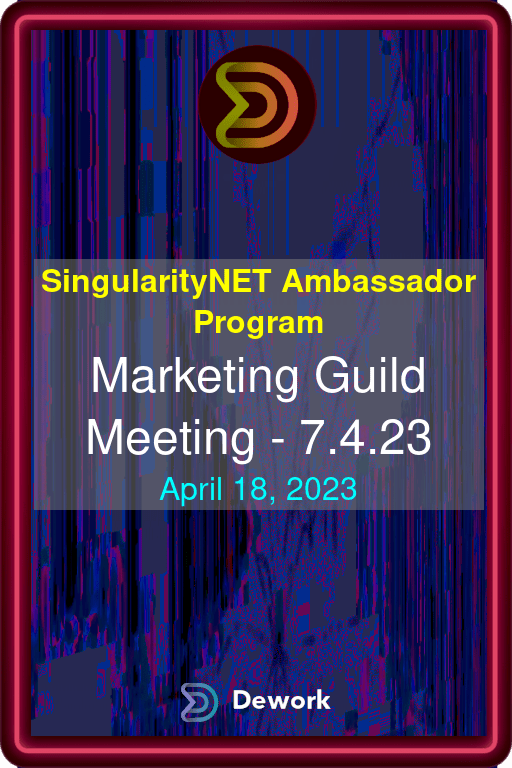 SingularityNET Ambassador
Program
Marketing Guild
Meeting - 7.4.23
April 18, 2023
Dework